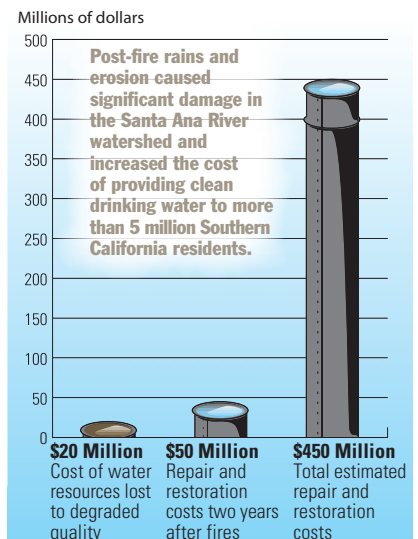 Millions of dollars
500
450
400
350
300
250
200
150
100
50
0
Post-fire rains and
erosion caused
significant damage in
the Santa Ana River
watershed and
increased the cost
of providing clean
drinking water to more
than 5 million Southern
California residents.
$20 Million
Cost of water
resources lost
to degraded
quality
$50 Million
Repair and
restoration
costs two years
after fires
$450 Million
Total estimated
repair and
restoration
costs